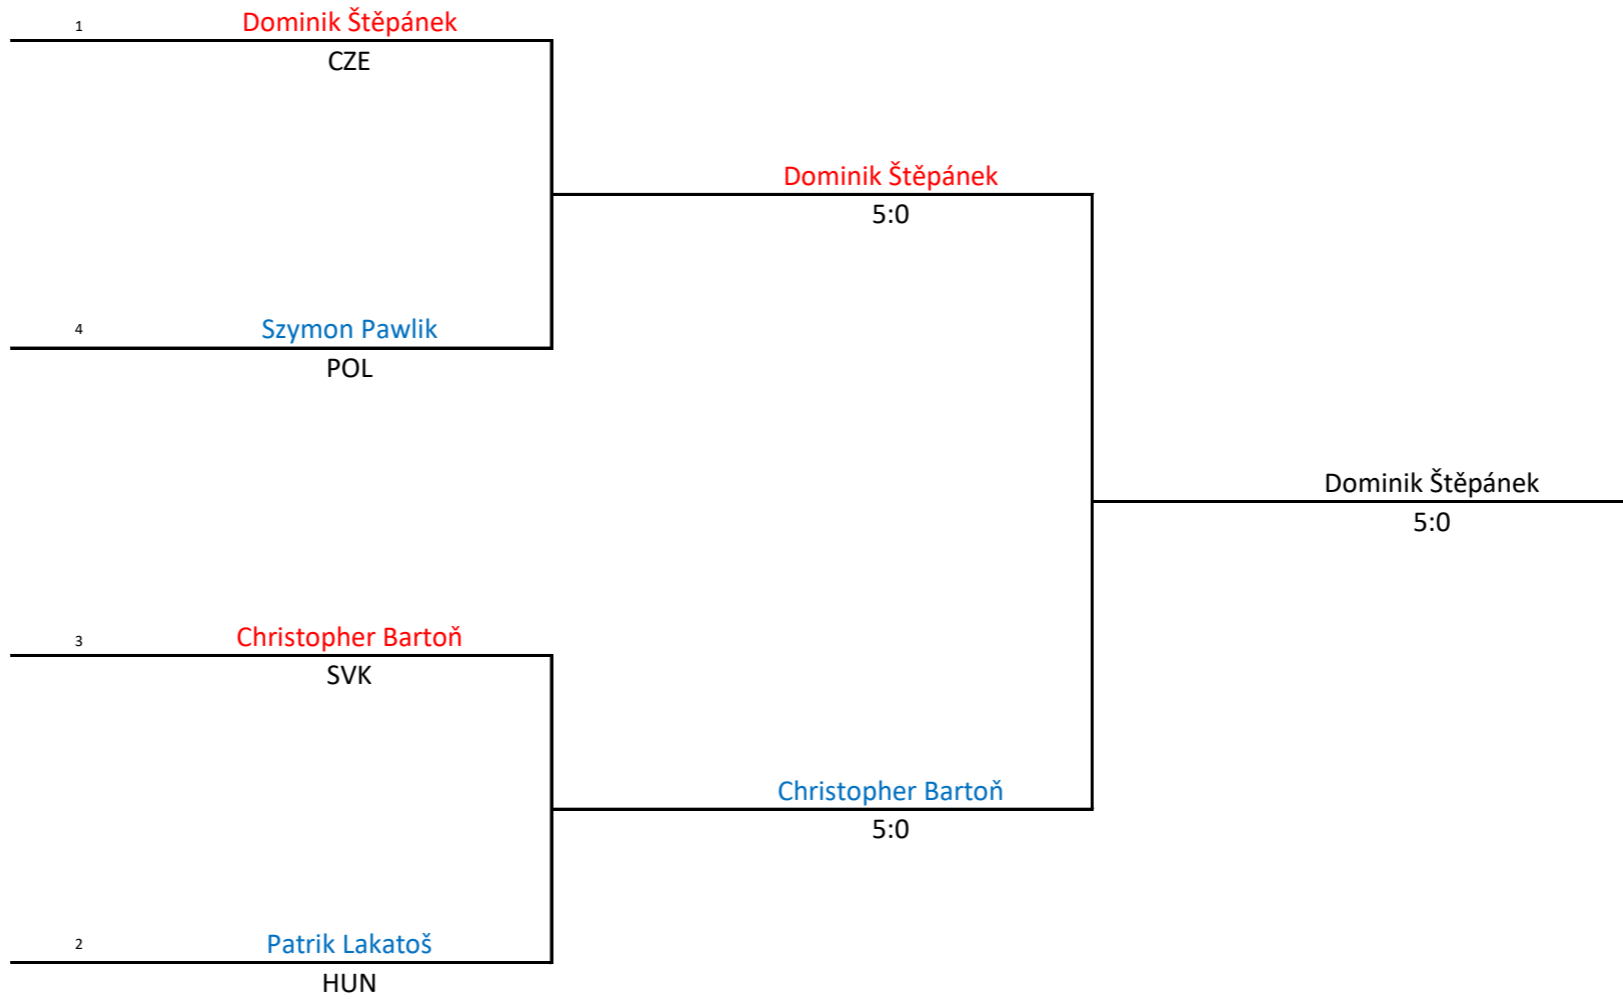 1
Dominik Štěpánek
CZE
Dominik Štěpánek
5:0
4
Szymon Pawlik
POL
Dominik Štěpánek
5:0
3
Christopher Bartoň
SVK
Christopher Bartoň
5:0
2
Patrik Lakatoš
HUN